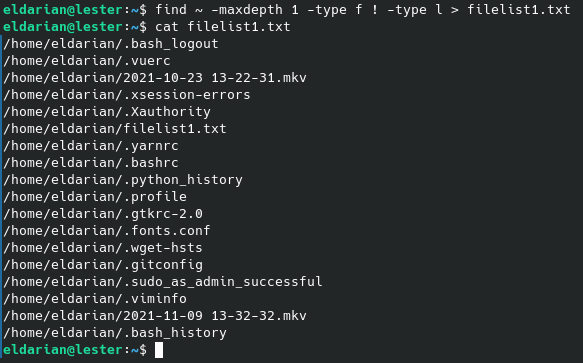 eldarian@lester:~$ find ~ -maxdepth 1 -type f ! -type l > filelist1.txt
eldarian@lester:~$ cat filelist1.txt
/home/eldarian/.bash_logout
/home/eldarian/.vuerc
/home/eldarian/2021-10-23 13-22-31.mkv
/home/eldarian/.xsession-errors
/home/eldarian/.Xauthority
/home/eldarian/filelist1.txt
/home/eldarian/.yarnrc
/home/eldarian/.bashrc
/home/eldarian/.python_history
/home/eldarian/.profile
/home/eldarian/.gtkrc-2.0
/home/eldarian/.fonts.conf
/home/eldarian/.wget-hsts
/home/eldarian/.gitconfig
/home/eldarian/.sudo_as_admin_successful
/home/eldarian/.viminfo
/home/eldarian/2021-11-09 13-32-32.mkv
/home/eldarian/.bash_history
eldarian@lester:~$